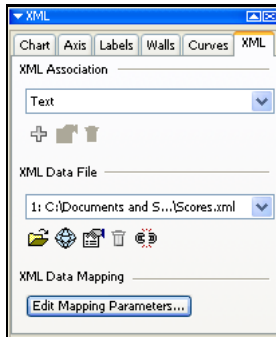 XML
Chart Axis Labels Walls Curves XML
XML Association
Text
XML Data File
1: C:\Documents and S...\Scores.xml
XML Data Mapping
Edit Mapping Parameters...